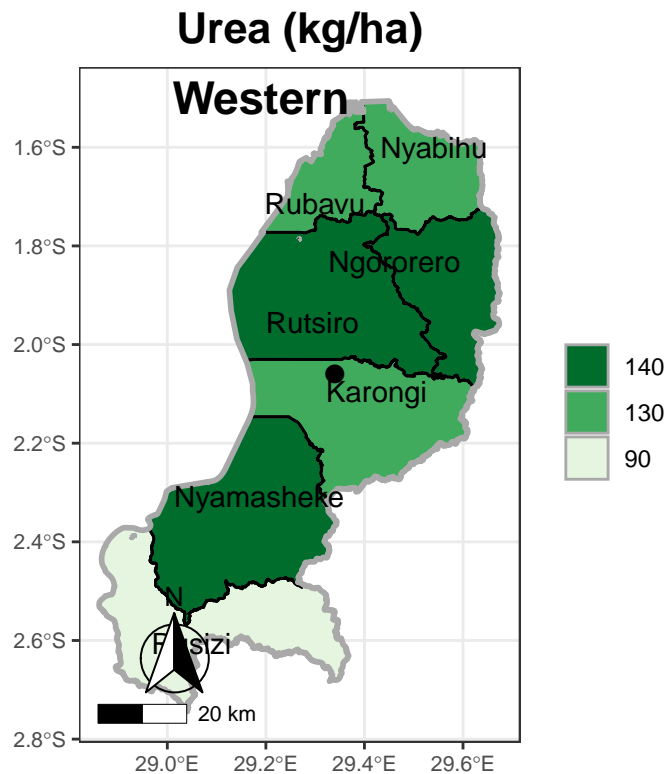 Urea (kg/ha)
Western
1.6°S
Nyabihu
Rubavu
1.8°S
Ngororero
Rutsiro
2.0°S
140
Karongi
130
2.2°S
90
Nyamasheke
2.4°S
N
2.6°S
Rusizi
20 km
2.8°S
29.0°E 29.2°E 29.4°E 29.6°E